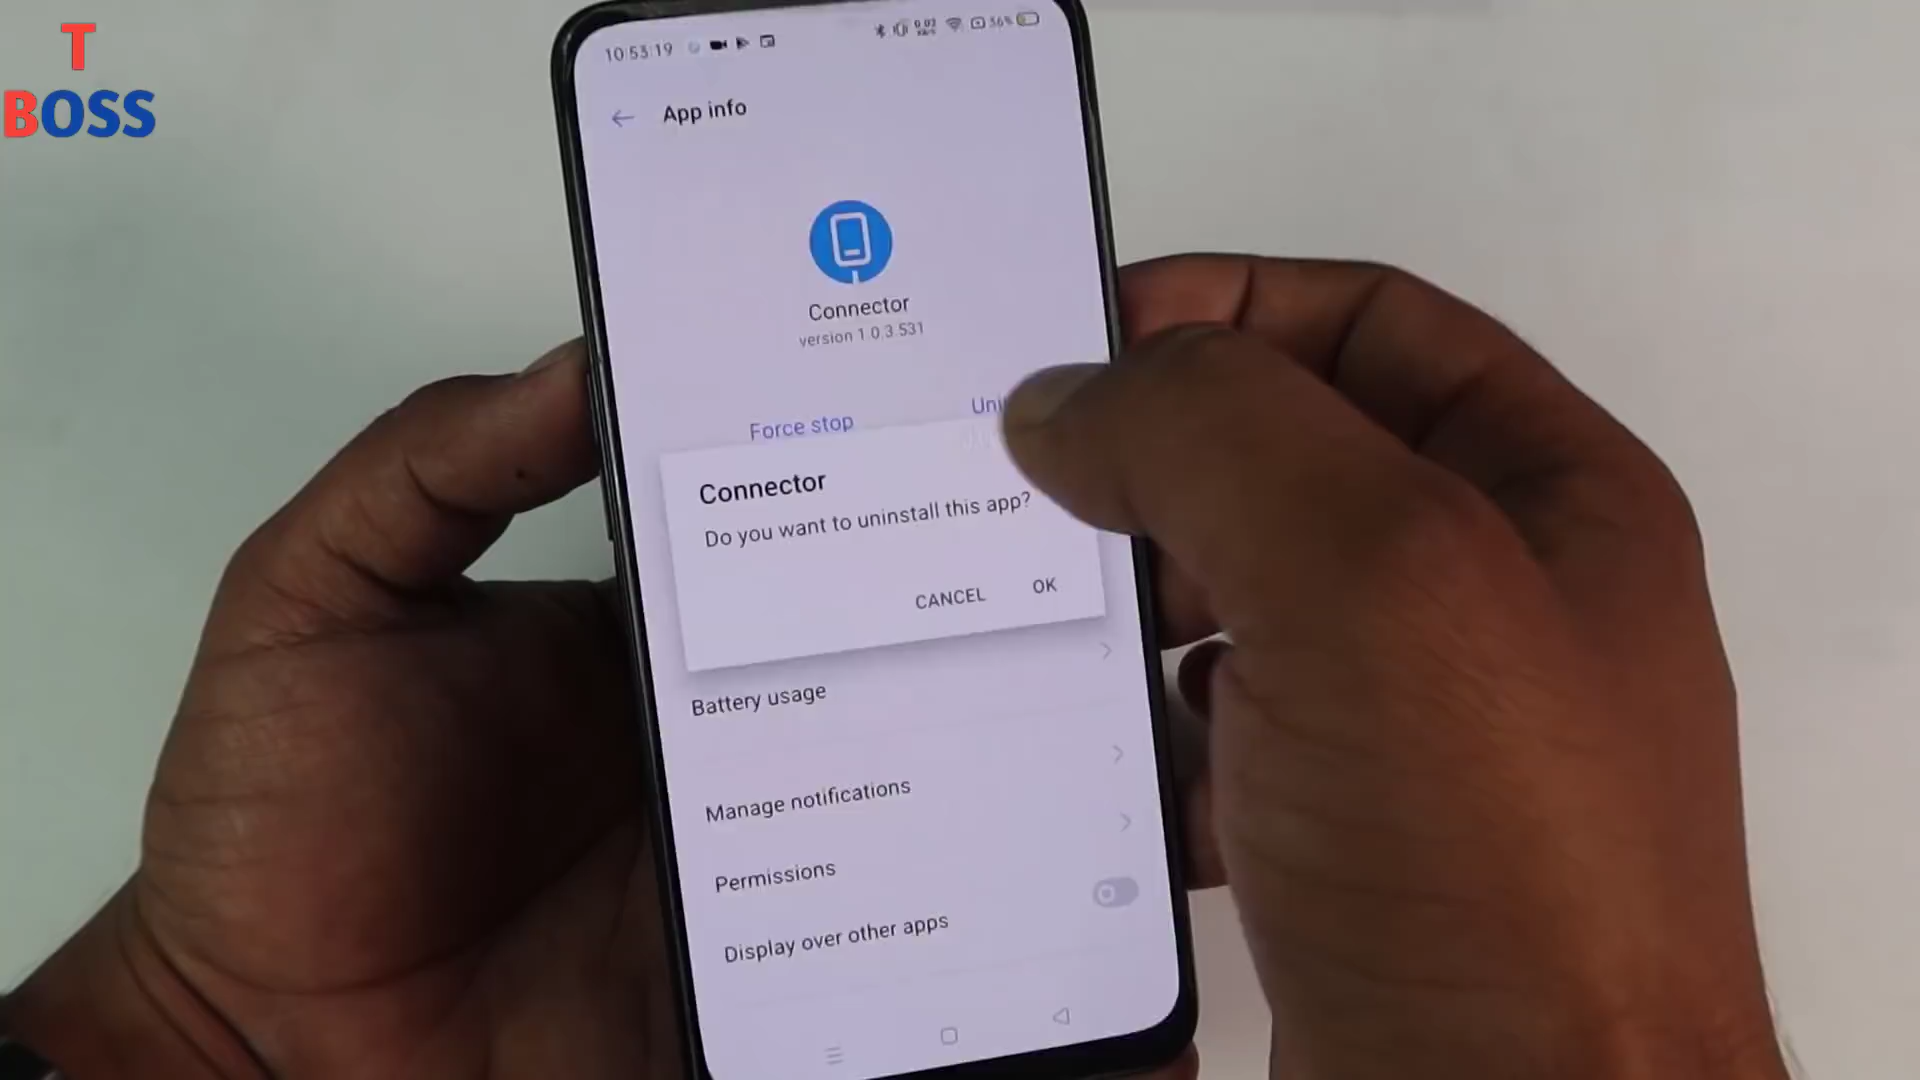 T
BOSS
10:53:19
56%
App info
Connector
version 1.0.3.531
Force stop
Connector
Do you want to uninstall this app?
CANCEL
OK
Battery usage
Manage notifications
Permissions
Display over other apps